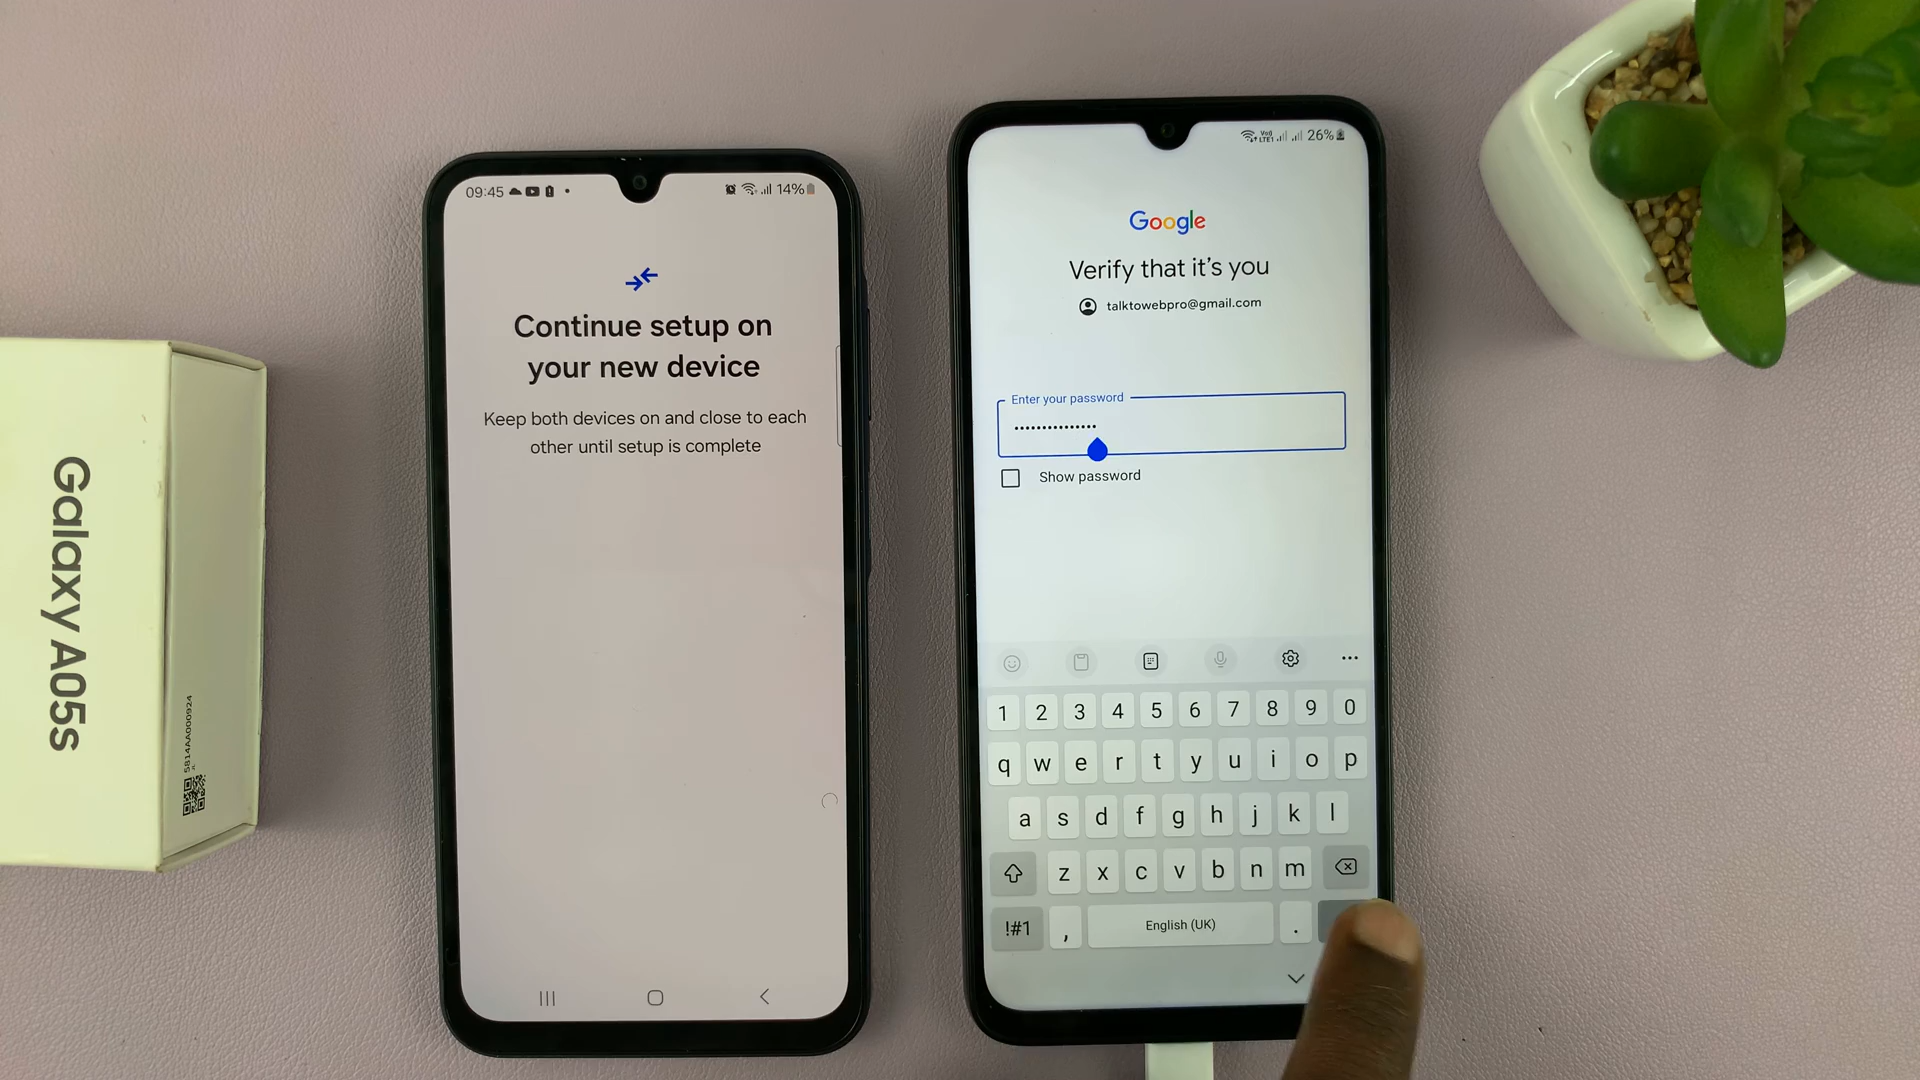 Galaxy A05s
5814AA000924
09:45
14%
Continue setup on
your new device
Keep both devices on and close to each
other until setup is complete
LTE1
26%
Google
Verify that it's you
talktowebpro@gmail.com
Enter your password
•••••••••••••••
Show password
1 2 3 4 5 6 7 8 9 0
q w e r t y u i o p
a s d f g h j k l
z x c v b n m
!#1 , English (UK) .